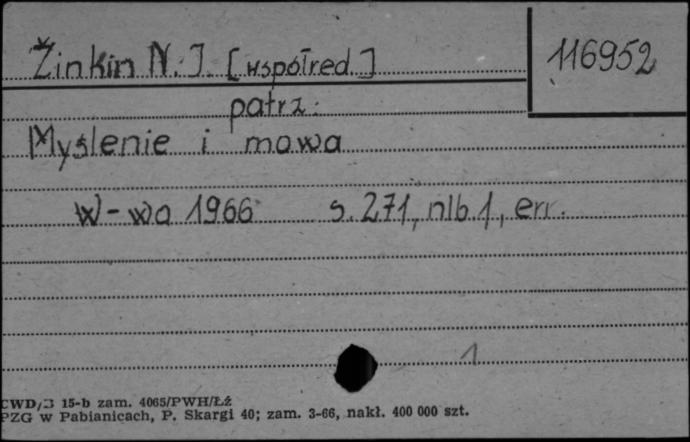 Žinkin N. I. [współred.]
116952
patrz:
Myślenie i mowa
W-wa 1966 s. 271, nlb. 1, err.
1
CWD/3 15-b zam. 4065/PWH/Łź
PZG w Pabianicach, P. Skargi 40; zam. 3-66, nakł. 400 000 szt.